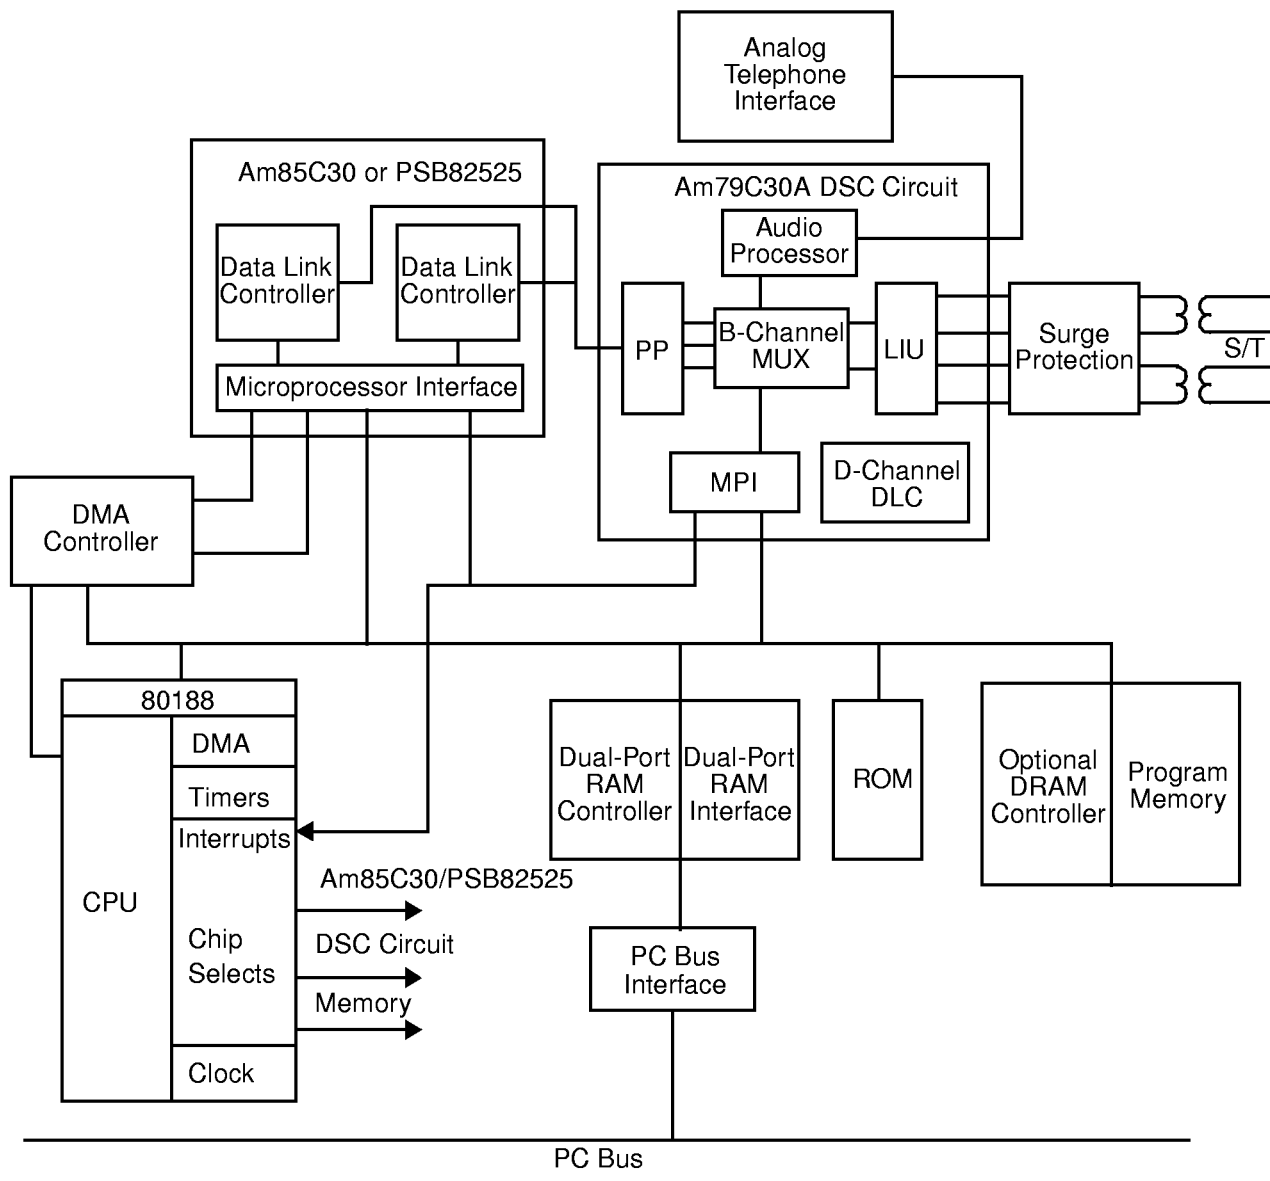 Analog
Telephone
Interface
Am85C30 or PSB82525
Am79C30A DSC Circuit
Audio
Processor
Data Link
Controller
Data Link
Controller
PP
B-Channel
MUX
LIU
Surge
Protection
S/T
Microprocessor Interface
MPI
D-Channel
DLC
DMA
Controller
80188
DMA
Timers
Interrupts
CPU
Chip
Selects
Clock
Am85C30/PSB82525
DSC Circuit
Memory
Dual-Port
RAM
Controller
Dual-Port
RAM
Interface
ROM
Optional
DRAM
Controller
Program
Memory
PC Bus
Interface
PC Bus